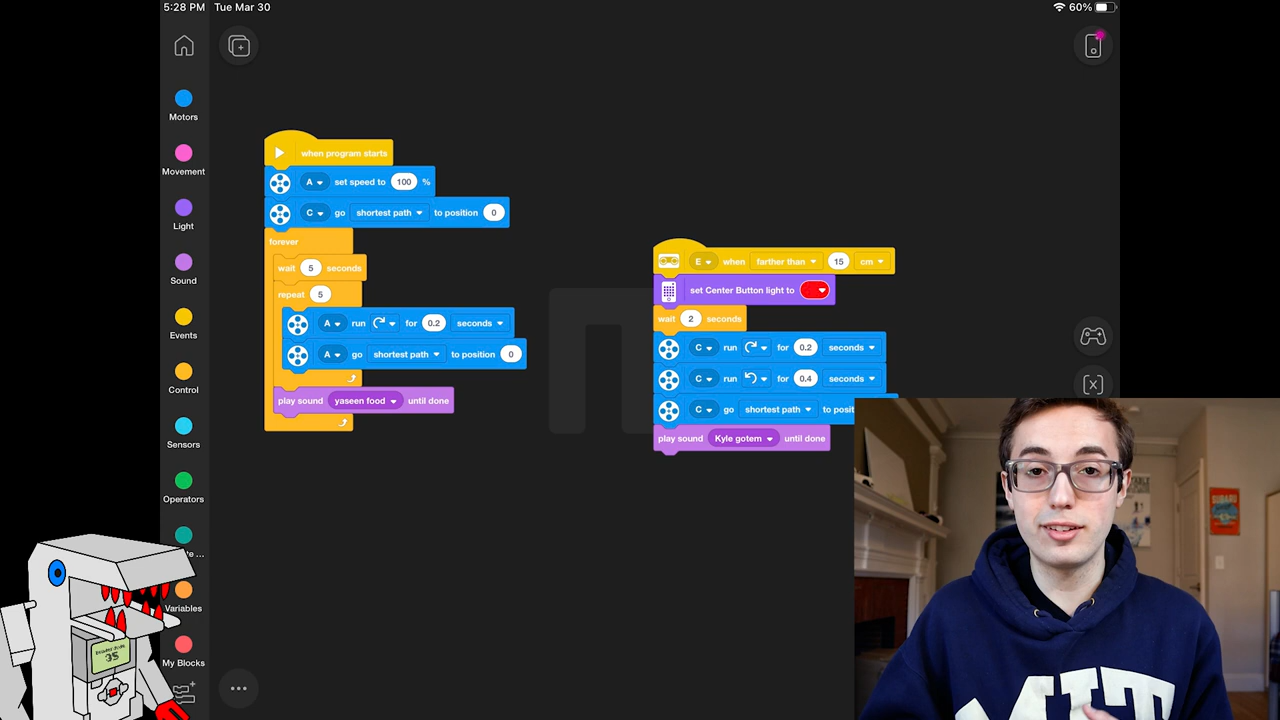 5:28 PM Tue Mar 30
60%
Motors
Movement
Light
Sound
Events
Control
Sensors
Operators
Variables
My Blocks
when program starts
A set speed to 100 %
C go shortest path to position 0
forever
wait 5 seconds
repeat 5
A run for 0.2 seconds
A go shortest path to position 0
play sound yaseen food until done
E when farther than 15 cm
set Center Button light to
wait 2 seconds
C run for 0.2 seconds
C run for 0.4 seconds
C go shortest path to posit
play sound Kyle gotem until done
35
SUBARU
MIT